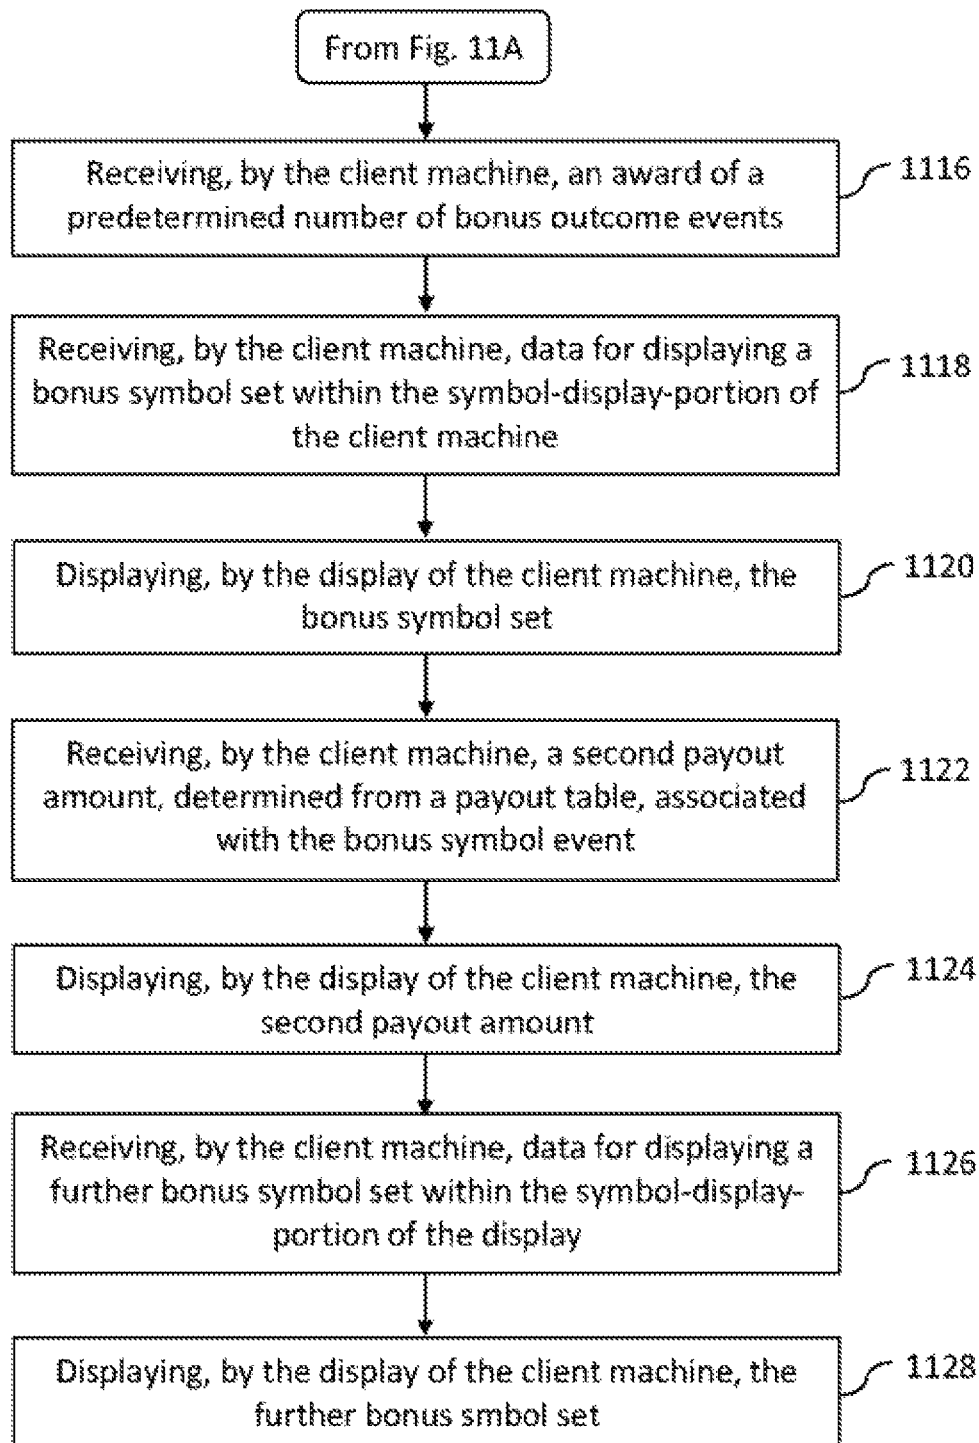 From Fig. 11A
Receiving, by the client machine, an award of a
predetermined number of bonus outcome events
1116
Receiving, by the client machine, data for displaying a
bonus symbol set within the symbol-display-portion of
the client machine
1118
Displaying, by the display of the client machine, the
bonus symbol set
1120
Receiving, by the client machine, a second payout
amount, determined from a payout table, associated
with the bonus symbol event
1122
Displaying, by the display of the client machine, the
second payout amount
1124
Receiving, by the client machine, data for displaying a
further bonus symbol set within the symbol-display-
portion of the display
1126
Displaying, by the display of the client machine, the
further bonus smbol set
1128